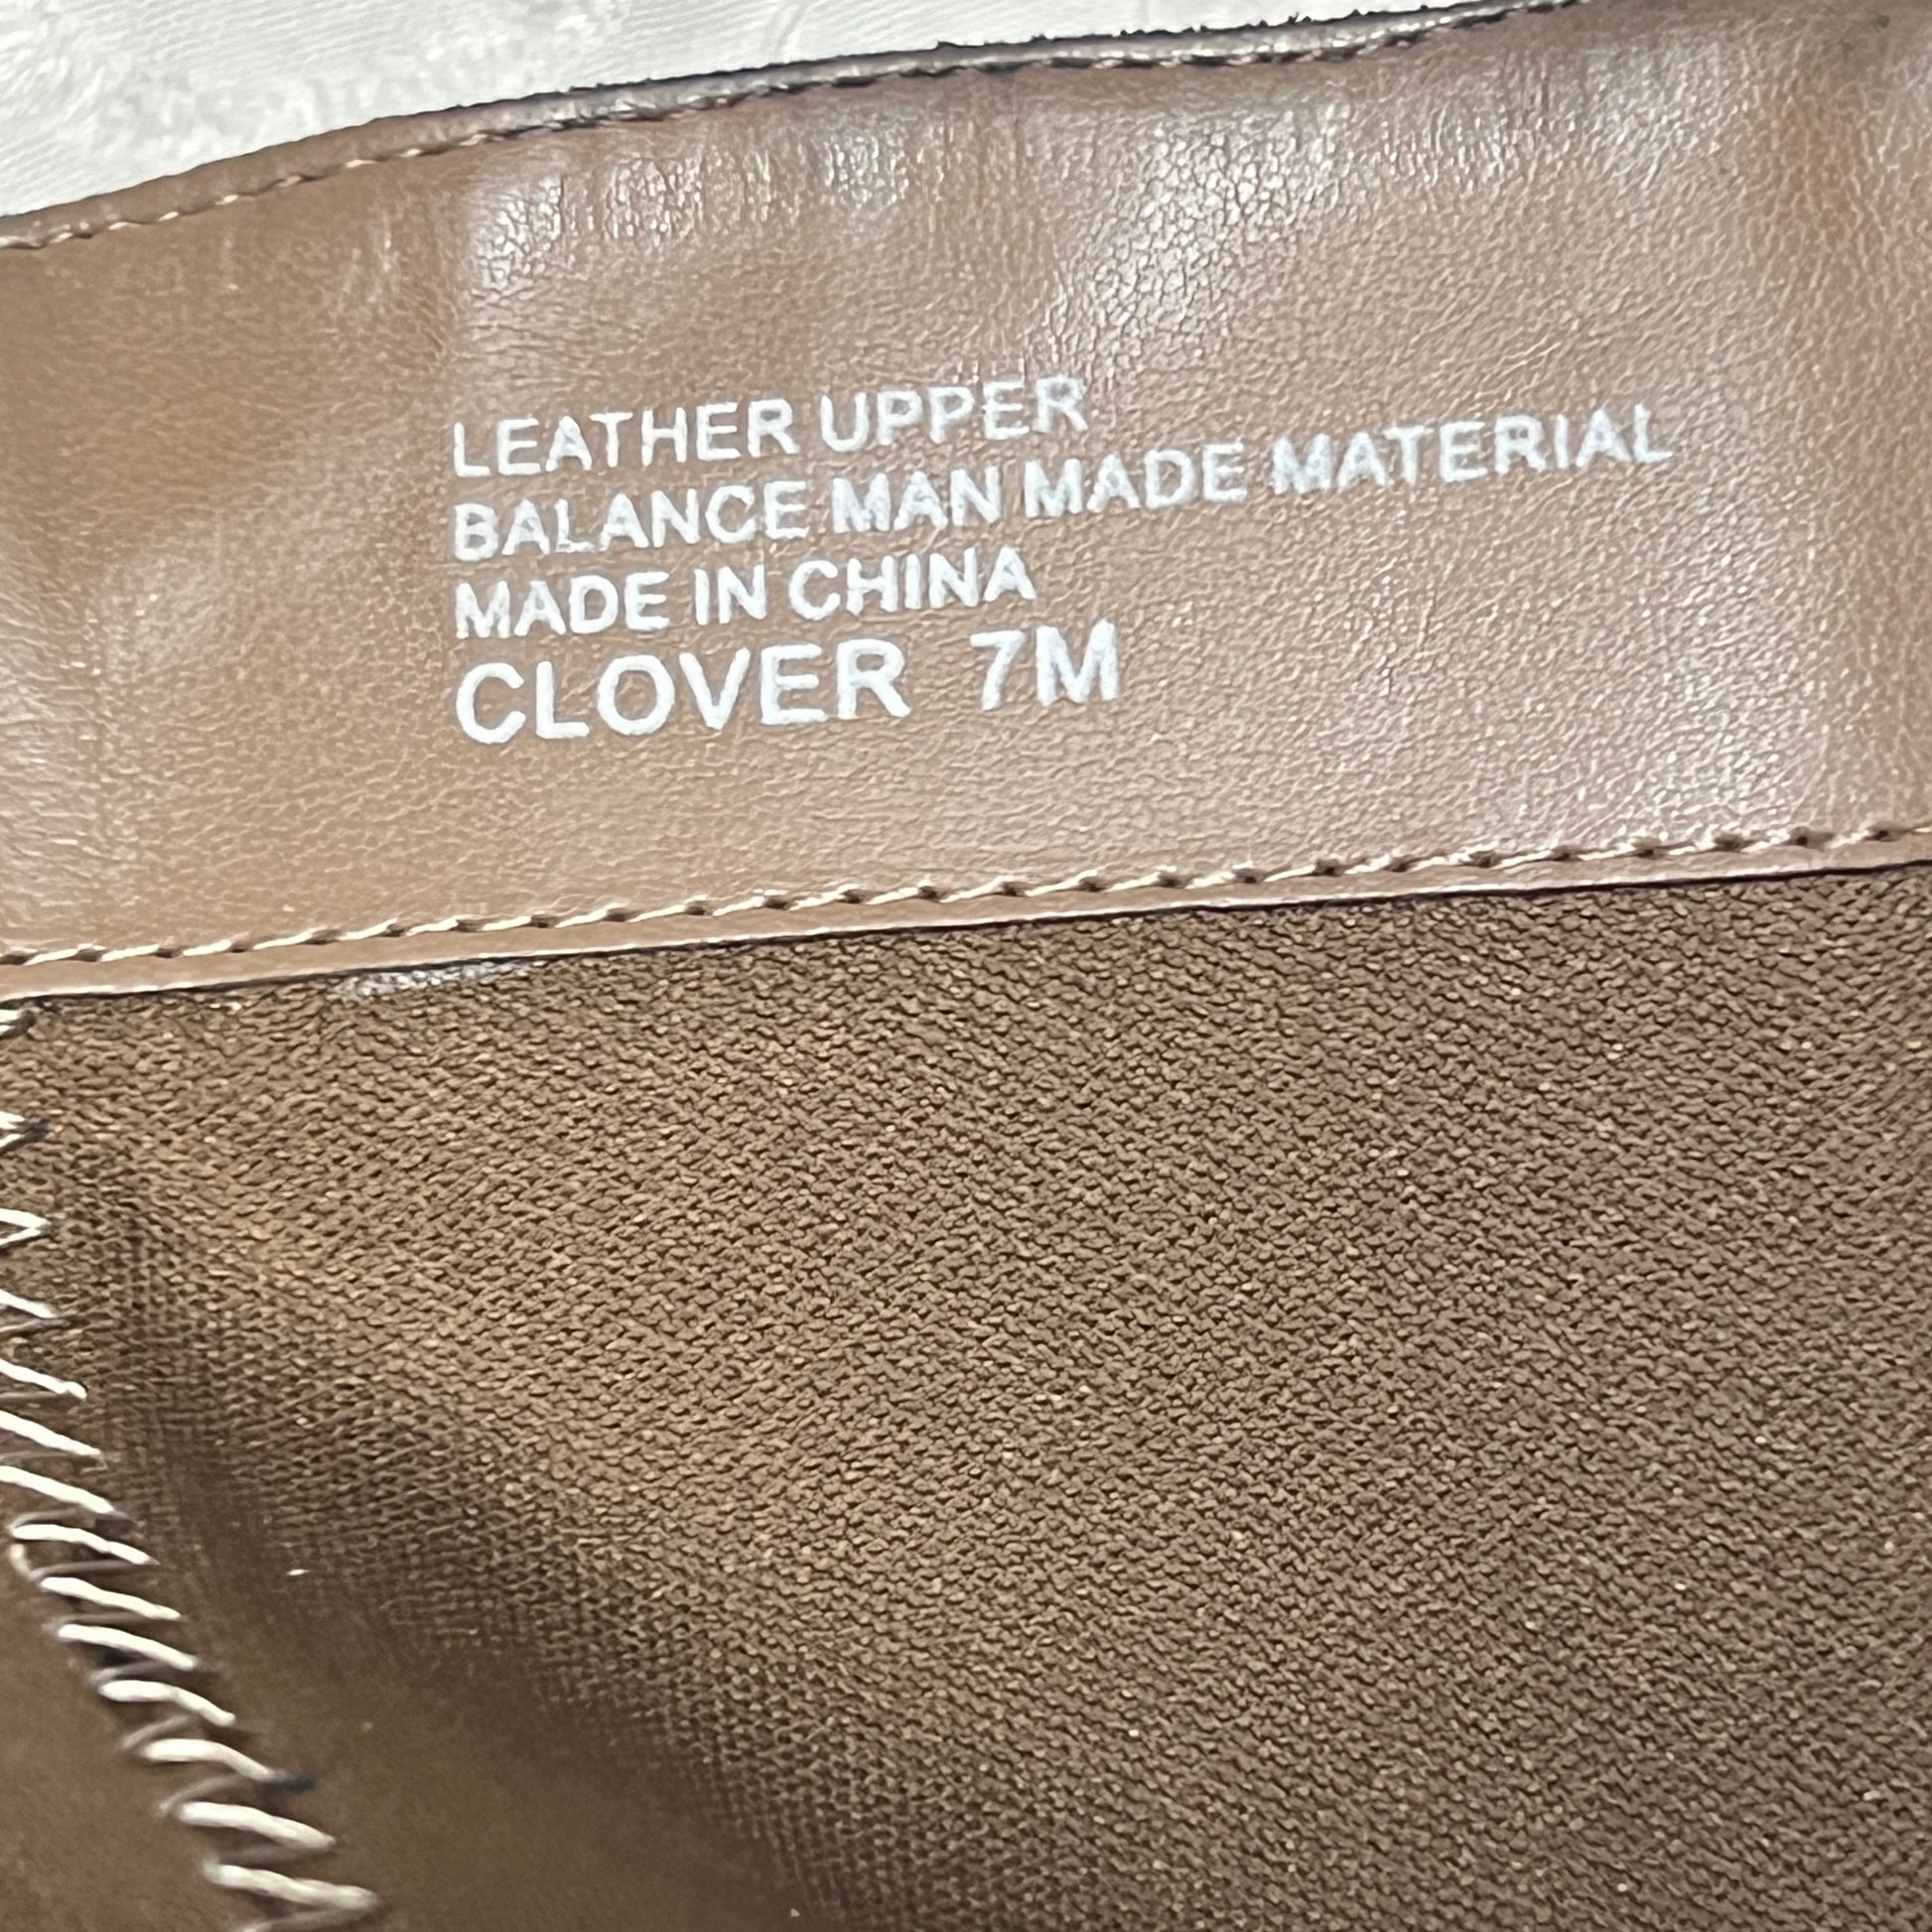 LEATHER UPPER
BALANCE MAN MADE MATERIAL
MADE IN CHINA
CLOVER 7M